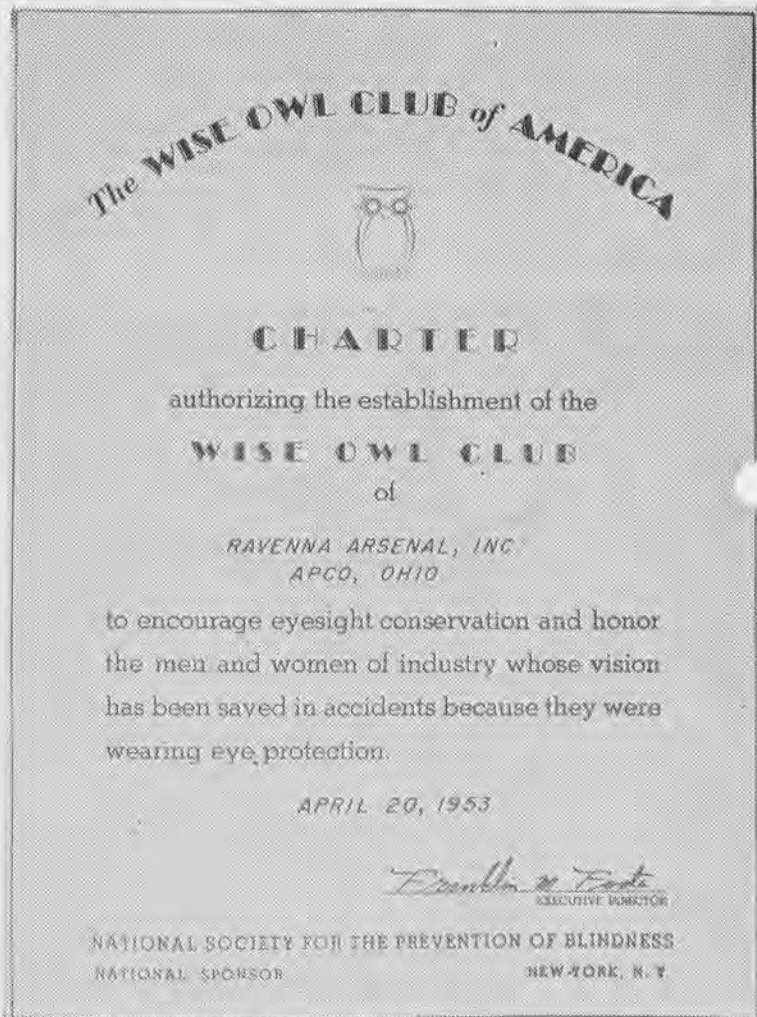 The WISE OWL CLUB of AMERICA
CHARTER
authorizing the establishment of the
WISE OWL CLUB
of
RAVENNA ARSENAL, INC.
APCO, OHIO
to encourage eyesight conservation and honor
the men and women of industry whose vision
has been saved in accidents because they were
wearing eye protection.
APRIL 20, 1953
Franklin M Foote
EXECUTIVE DIRECTOR
NATIONAL SOCIETY FOR THE PREVENTION OF BLINDNESS
NATIONAL SPONSOR NEW YORK, N. Y.